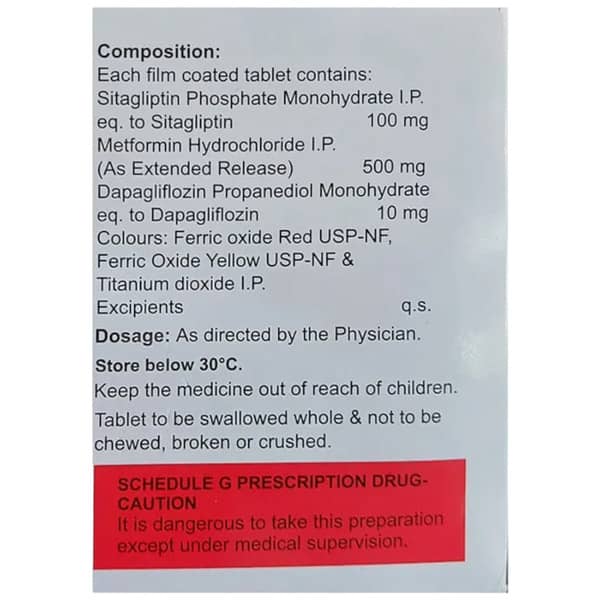 Composition:
Each film coated tablet contains:
Sitagliptin Phosphate Monohydrate I.P.
eq. to Sitagliptin 100 mg
Metformin Hydrochloride I.P.
(As Extended Release) 500 mg
Dapagliflozin Propanediol Monohydrate
eq. to Dapagliflozin 10 mg
Colours: Ferric oxide Red USP-NF,
Ferric Oxide Yellow USP-NF &
Titanium dioxide I.P.
Excipients q.s.
Dosage: As directed by the Physician.
Store below 30°C.
Keep the medicine out of reach of children.
Tablet to be swallowed whole & not to be
chewed, broken or crushed.
SCHEDULE G PRESCRIPTION DRUG-
CAUTION
It is dangerous to take this preparation
except under medical supervision.